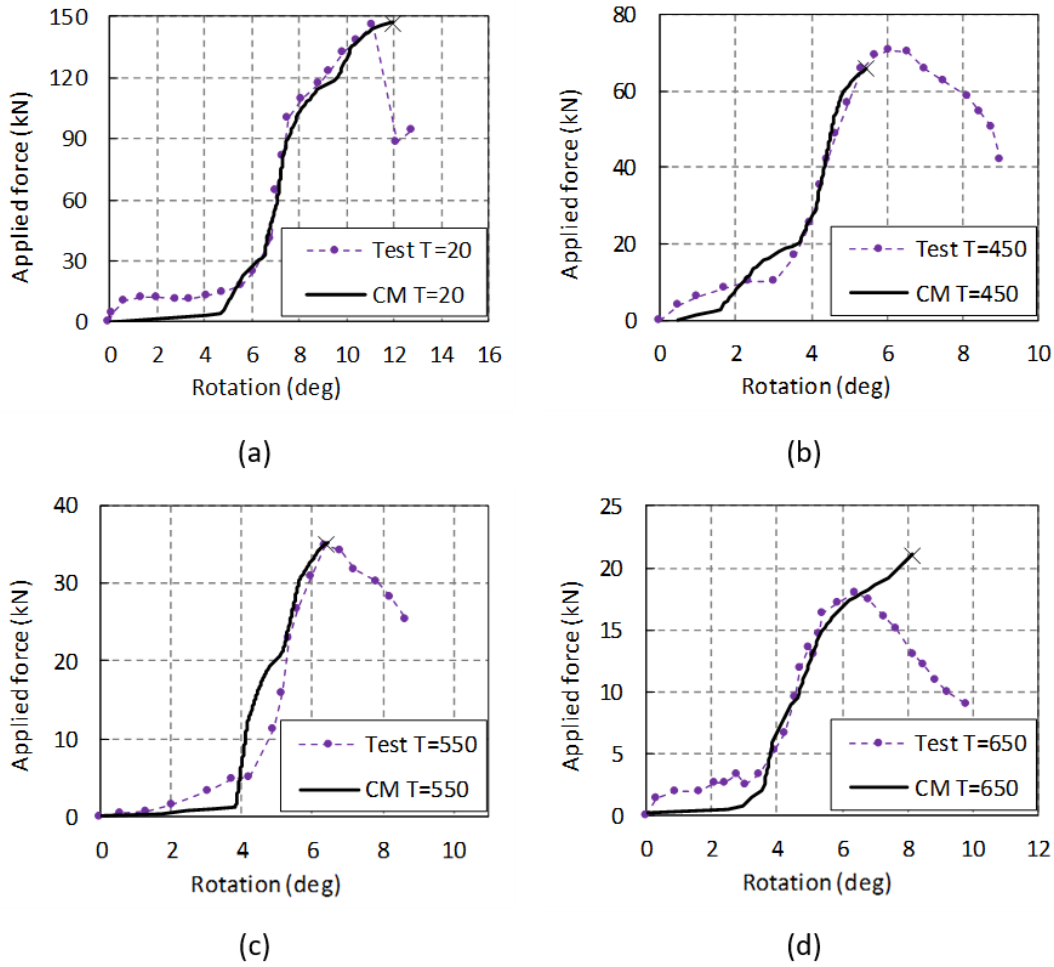 150
120
90
60
30
0
Applied force (kN)
Test T=20
CM T=20
0 2 4 6 8 10 12 14 16
Rotation (deg)
(a)
80
60
40
20
0
Applied force (kN)
Test T=450
CM T=450
0 2 4 6 8 10
Rotation (deg)
(b)
40
30
20
10
0
Applied force (kN)
Test T=550
CM T=550
0 2 4 6 8 10
Rotation (deg)
(c)
25
20
15
10
5
0
Applied force (kN)
Test T=650
CM T=650
0 2 4 6 8 10 12
Rotation (deg)
(d)